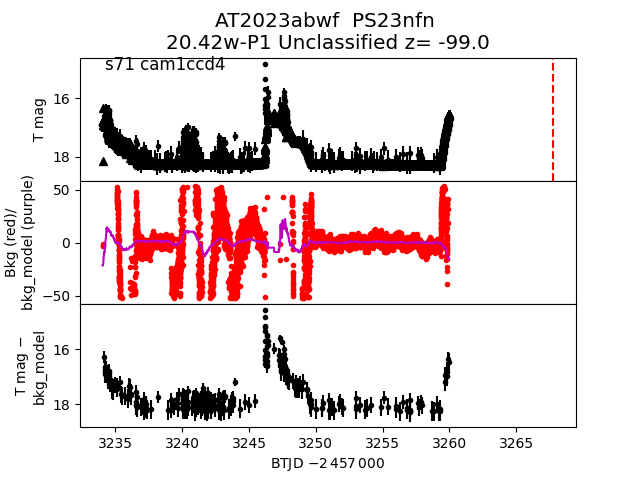 AT2023abwf  PS23nfn
20.42w-P1 Unclassified z= -99.0
s71 cam1ccd4
T mag
16
18
Bkg (red)/
bkg_model (purple)
50
0
−50
T mag −
bkg_model
16
18
3235 3240 3245 3250 3255 3260 3265
BTJD −2 457 000